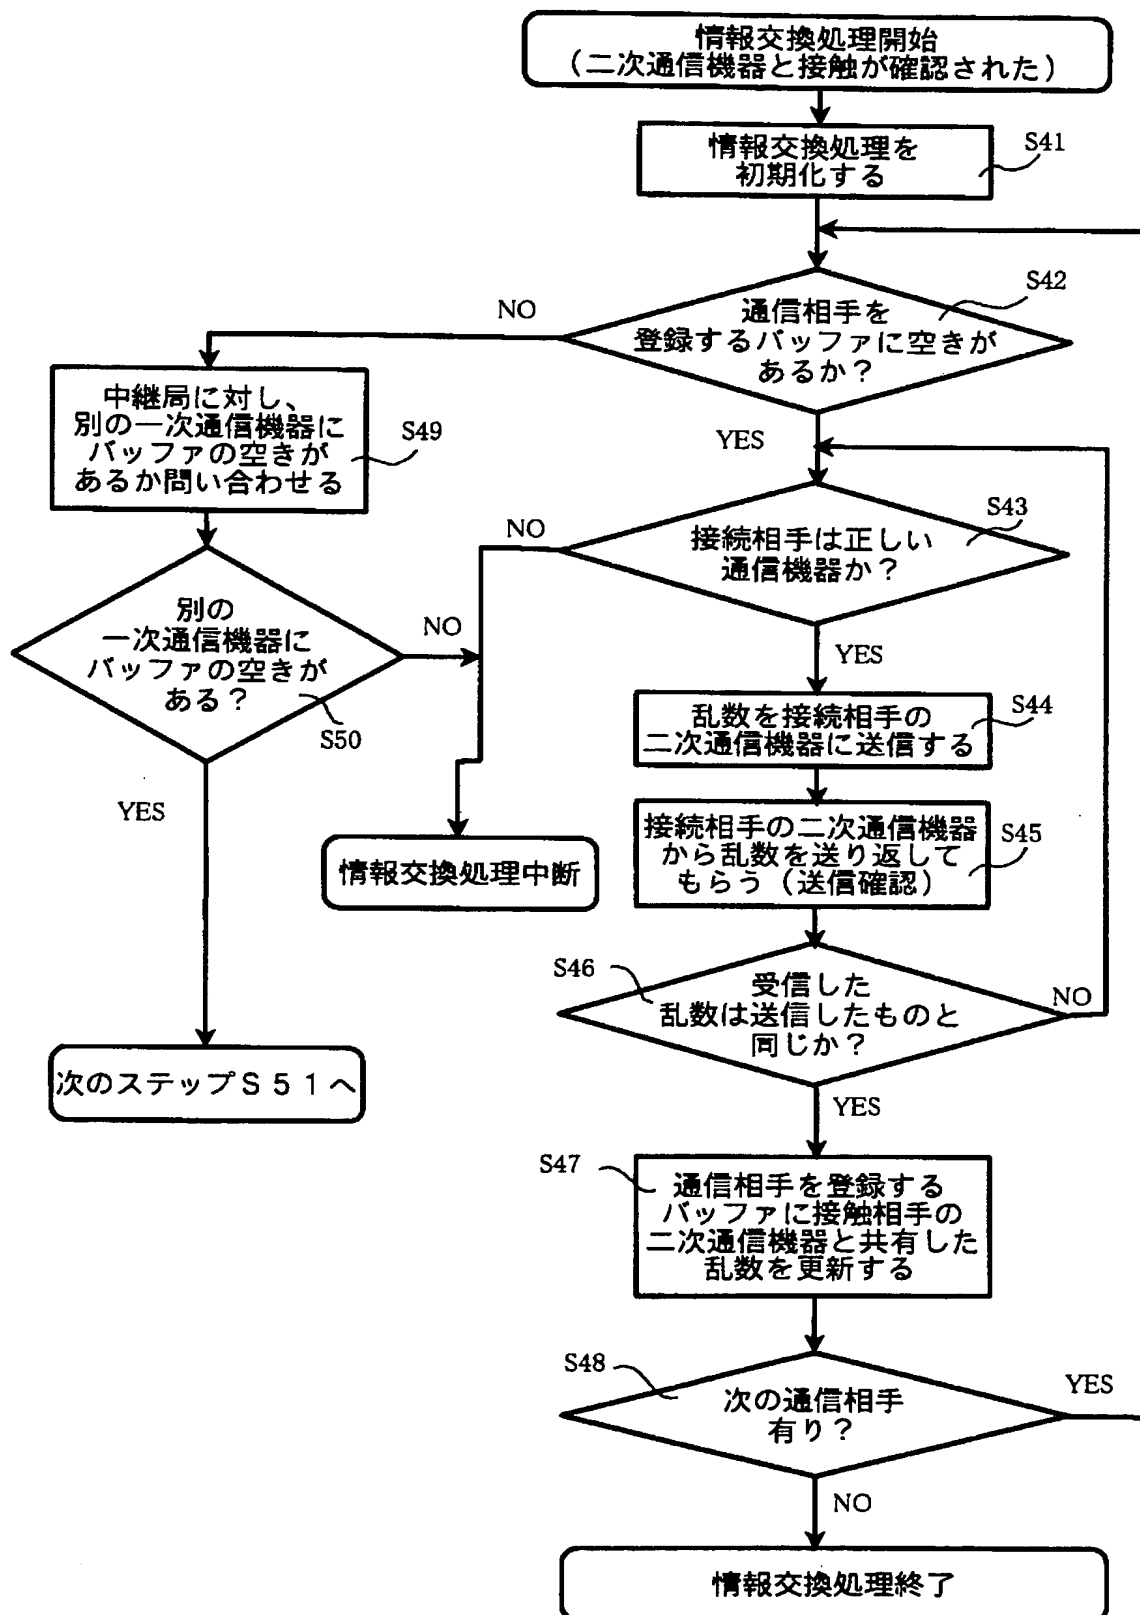 情報交換処理開始
（二次通信機器と接触が確認された）
情報交換処理を
初期化する
S41
通信相手を
登録するバッファに空きが
あるか？
S42
NO
YES
中継局に対し、
別の一次通信機器に
バッファの空きが
あるか問い合わせる
S49
接続相手は正しい
通信機器か？
S43
NO
YES
別の
一次通信機器に
バッファの空きが
ある？
S50
NO
YES
乱数を接続相手の
二次通信機器に送信する
S44
情報交換処理中断
接続相手の二次通信機器
から乱数を送り返して
もらう（送信確認）
S45
S46
受信した
乱数は送信したものと
同じか？
NO
YES
次のステップＳ５１へ
S47
通信相手を登録する
バッファに接触相手の
二次通信機器と共有した
乱数を更新する
S48
次の通信相手
有り？
YES
NO
情報交換処理終了